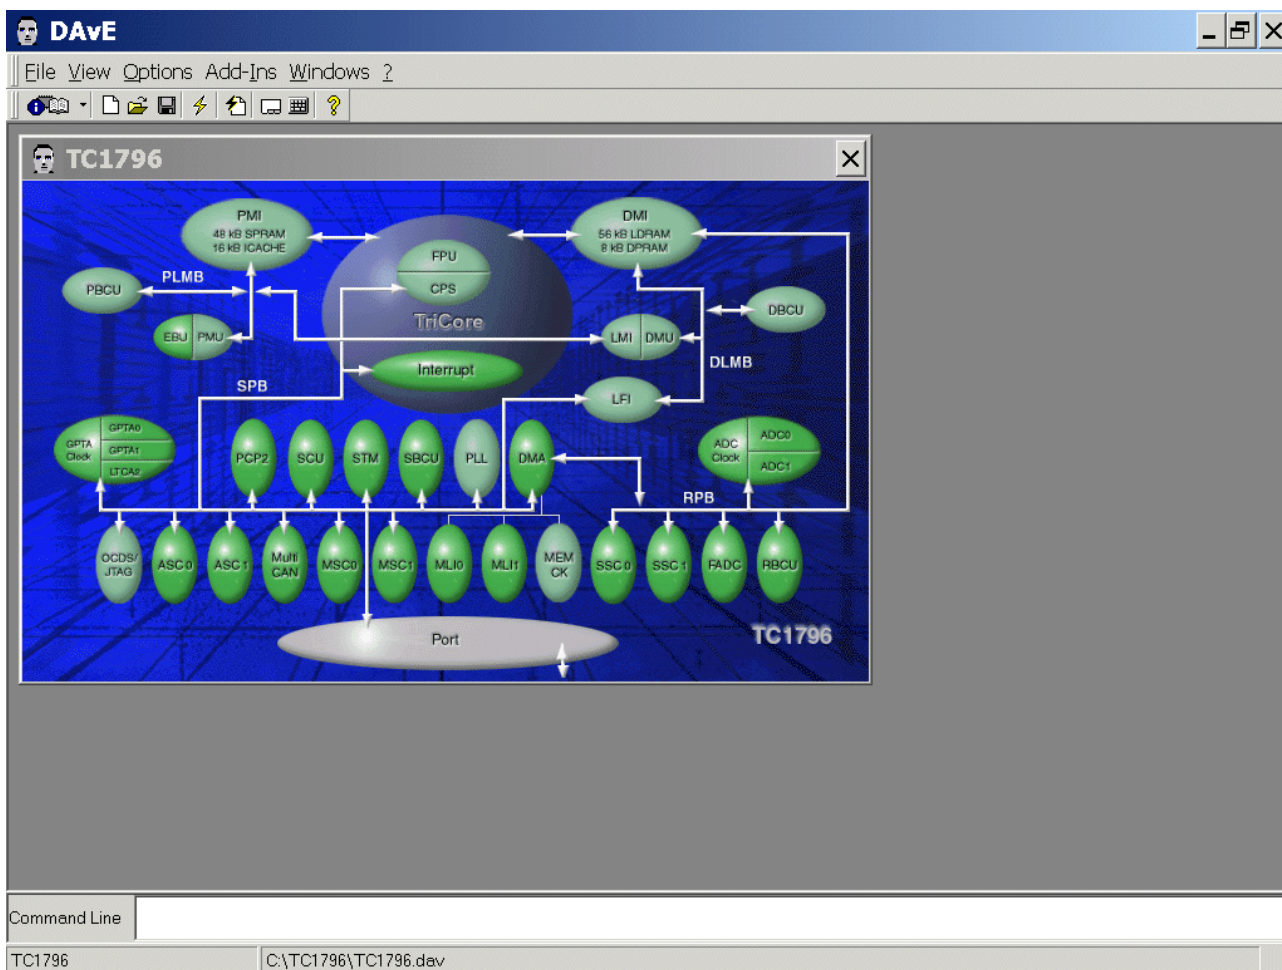 DAvE
File View Options Add-Ins Windows ?
TC1796
PMI
48 kB SPRAM
16 kB ICACHE
DMI
56 kB LDRAM
8 kB DPRAM
FPU
CPS
TriCore
Interrupt
PBCU
PLMB
EBU PMU
DBCU
LMI DMU
DLMB
SPB
LFI
GPTA
Clock
GPTA0
GPTA1
LTCA2
PCP2
SCU
STM
SBCU
PLL
DMA
ADC
Clock
ADC0
ADC1
RPB
OCDS/
JTAG
ASC0
ASC1
Multi
CAN
MSC0
MSC1
MLI0
MLI1
MEM
CK
SSC0
SSC1
FADC
RBCU
Port
TC1796
Command Line
TC1796
C:\TC1796\TC1796.dav